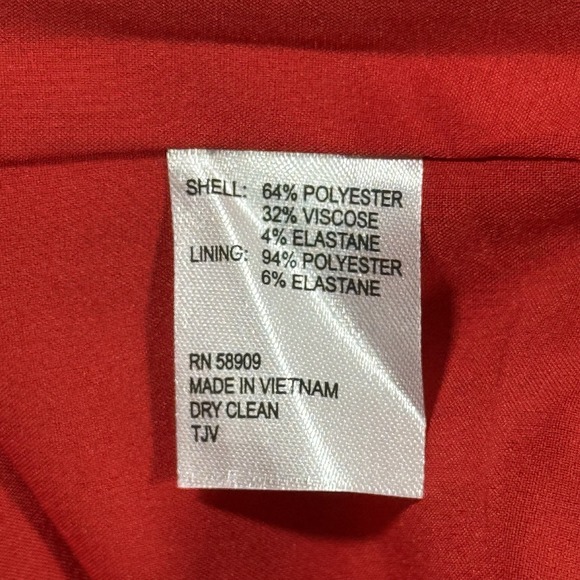 SHELL: 64% POLYESTER
32% VISCOSE
4% ELASTANE
LINING: 94% POLYESTER
6% ELASTANE
RN 58909
MADE IN VIETNAM
DRY CLEAN
TJV